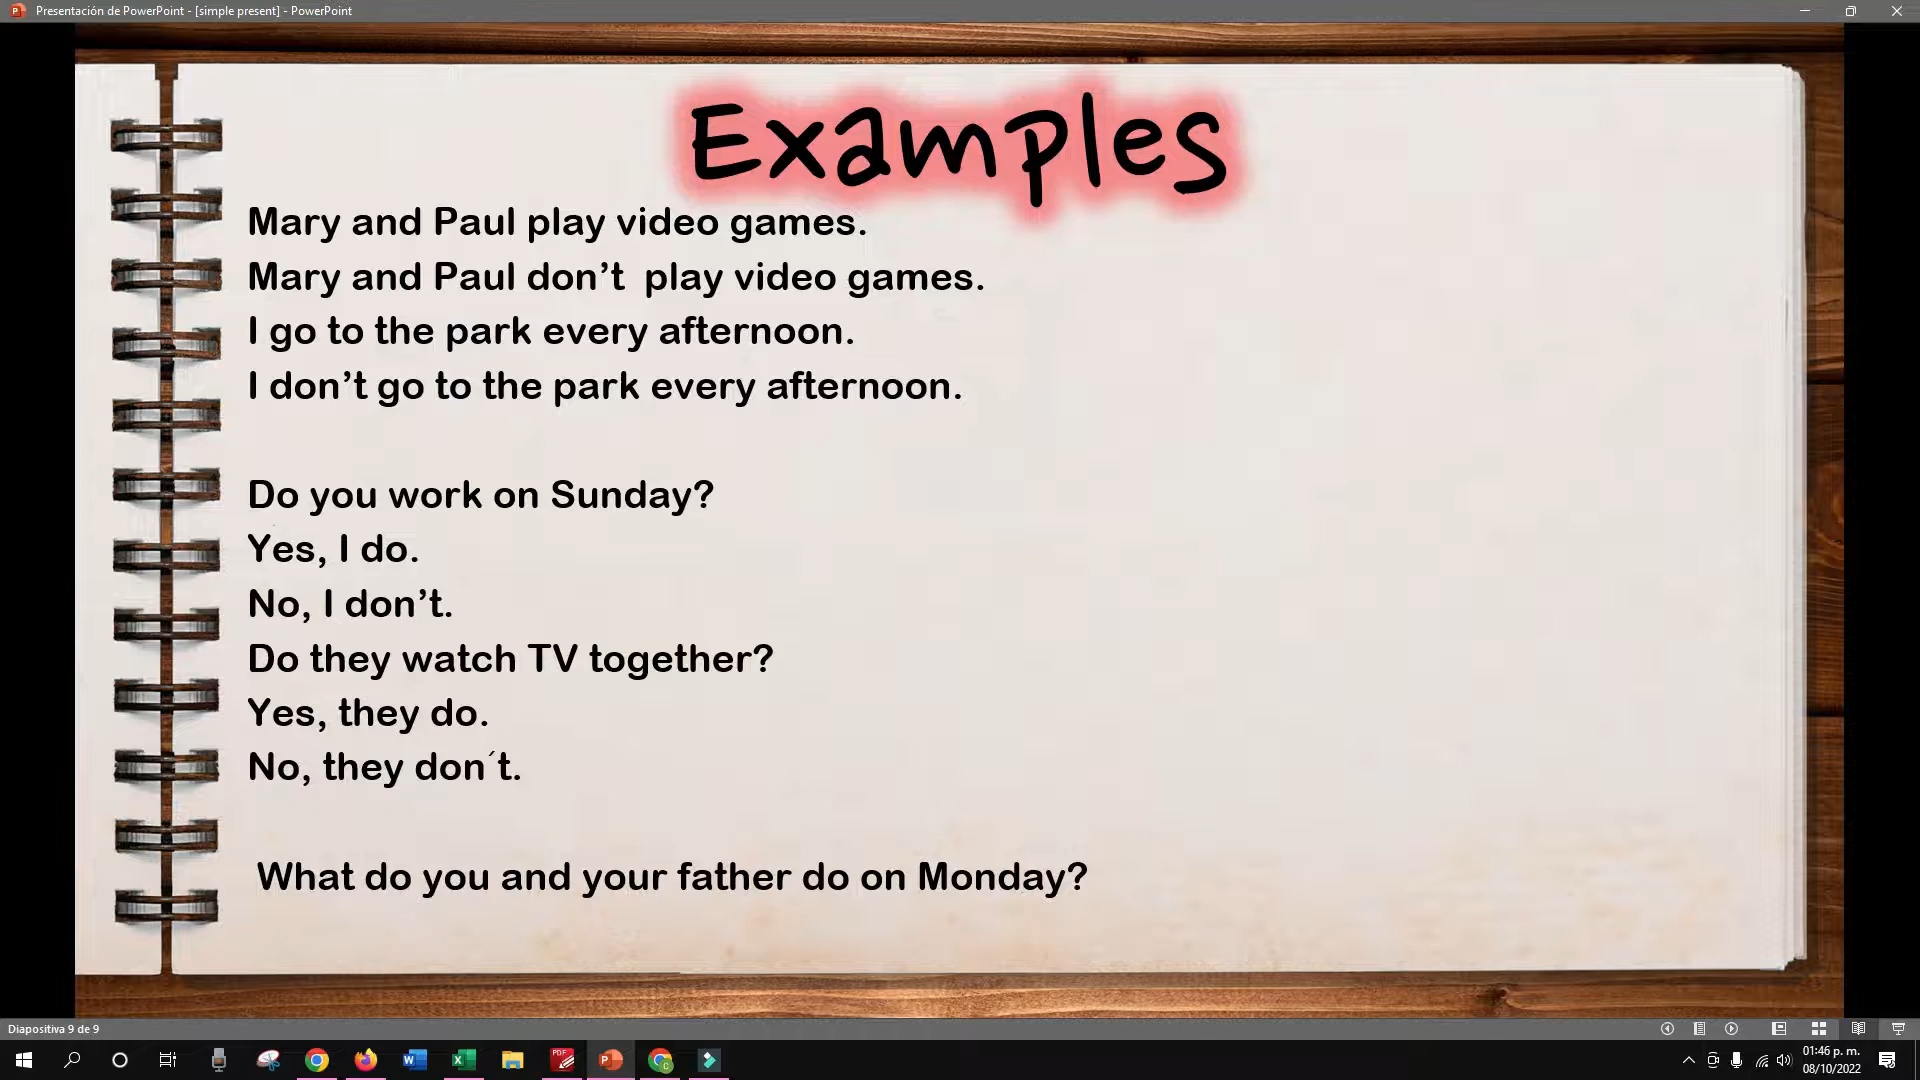 Presentación de PowerPoint - [simple present] - PowerPoint
Examples
Mary and Paul play video games.
Mary and Paul don’t  play video games.
I go to the park every afternoon.
I don’t go to the park every afternoon.
Do you work on Sunday?
Yes, I do.
No, I don’t.
Do they watch TV together?
Yes, they do.
No, they don´t.
What do you and your father do on Monday?
Diapositiva 9 de 9
01:46 p. m.
08/10/2022